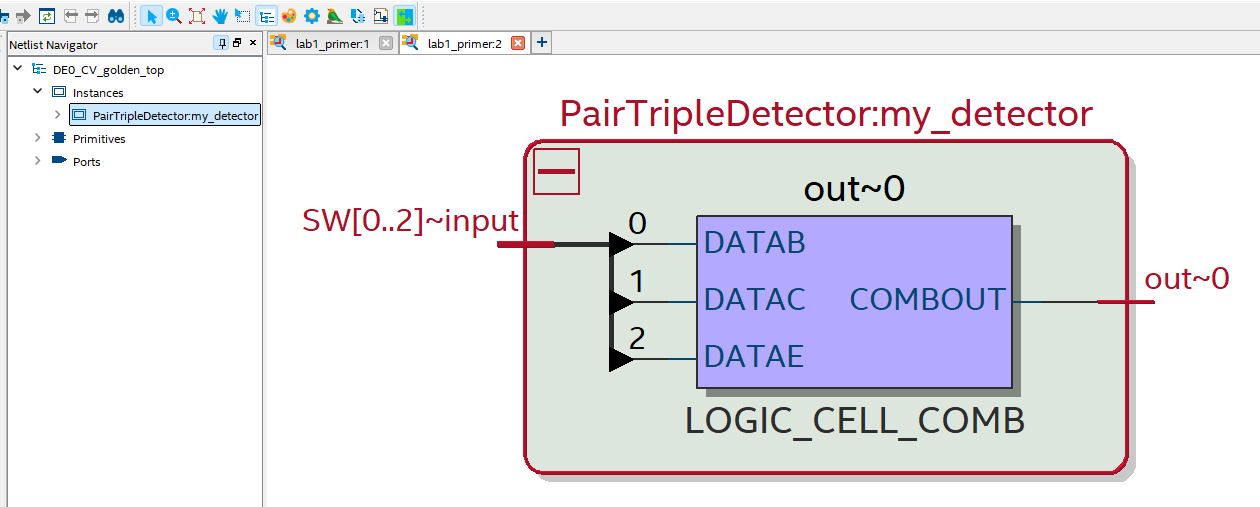 Netlist Navigator
lab1_primer:1
lab1_primer:2
DE0_CV_golden_top
Instances
PairTripleDetector:my_detector
Primitives
Ports
PairTripleDetector:my_detector
out~0
SW[0..2]~input
0
DATAB
1
DATAC
COMBOUT
out~0
2
DATAE
LOGIC_CELL_COMB